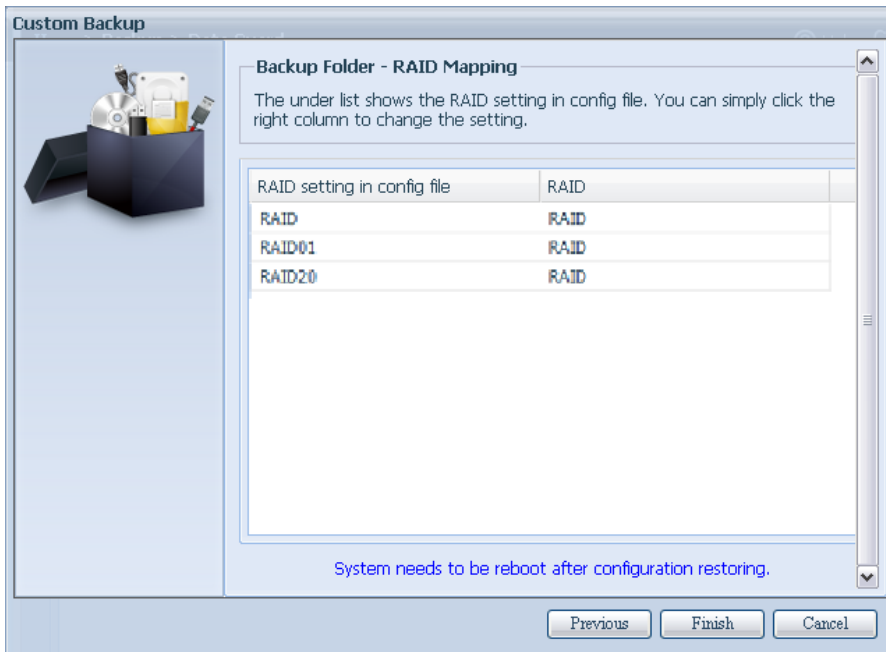 Custom Backup
Backup Folder - RAID Mapping
The under list shows the RAID setting in config file. You can simply click the
right column to change the setting.
RAID setting in config file RAID
RAID RAID
RAID01 RAID
RAID20 RAID
System needs to be reboot after configuration restoring.
Previous Finish Cancel